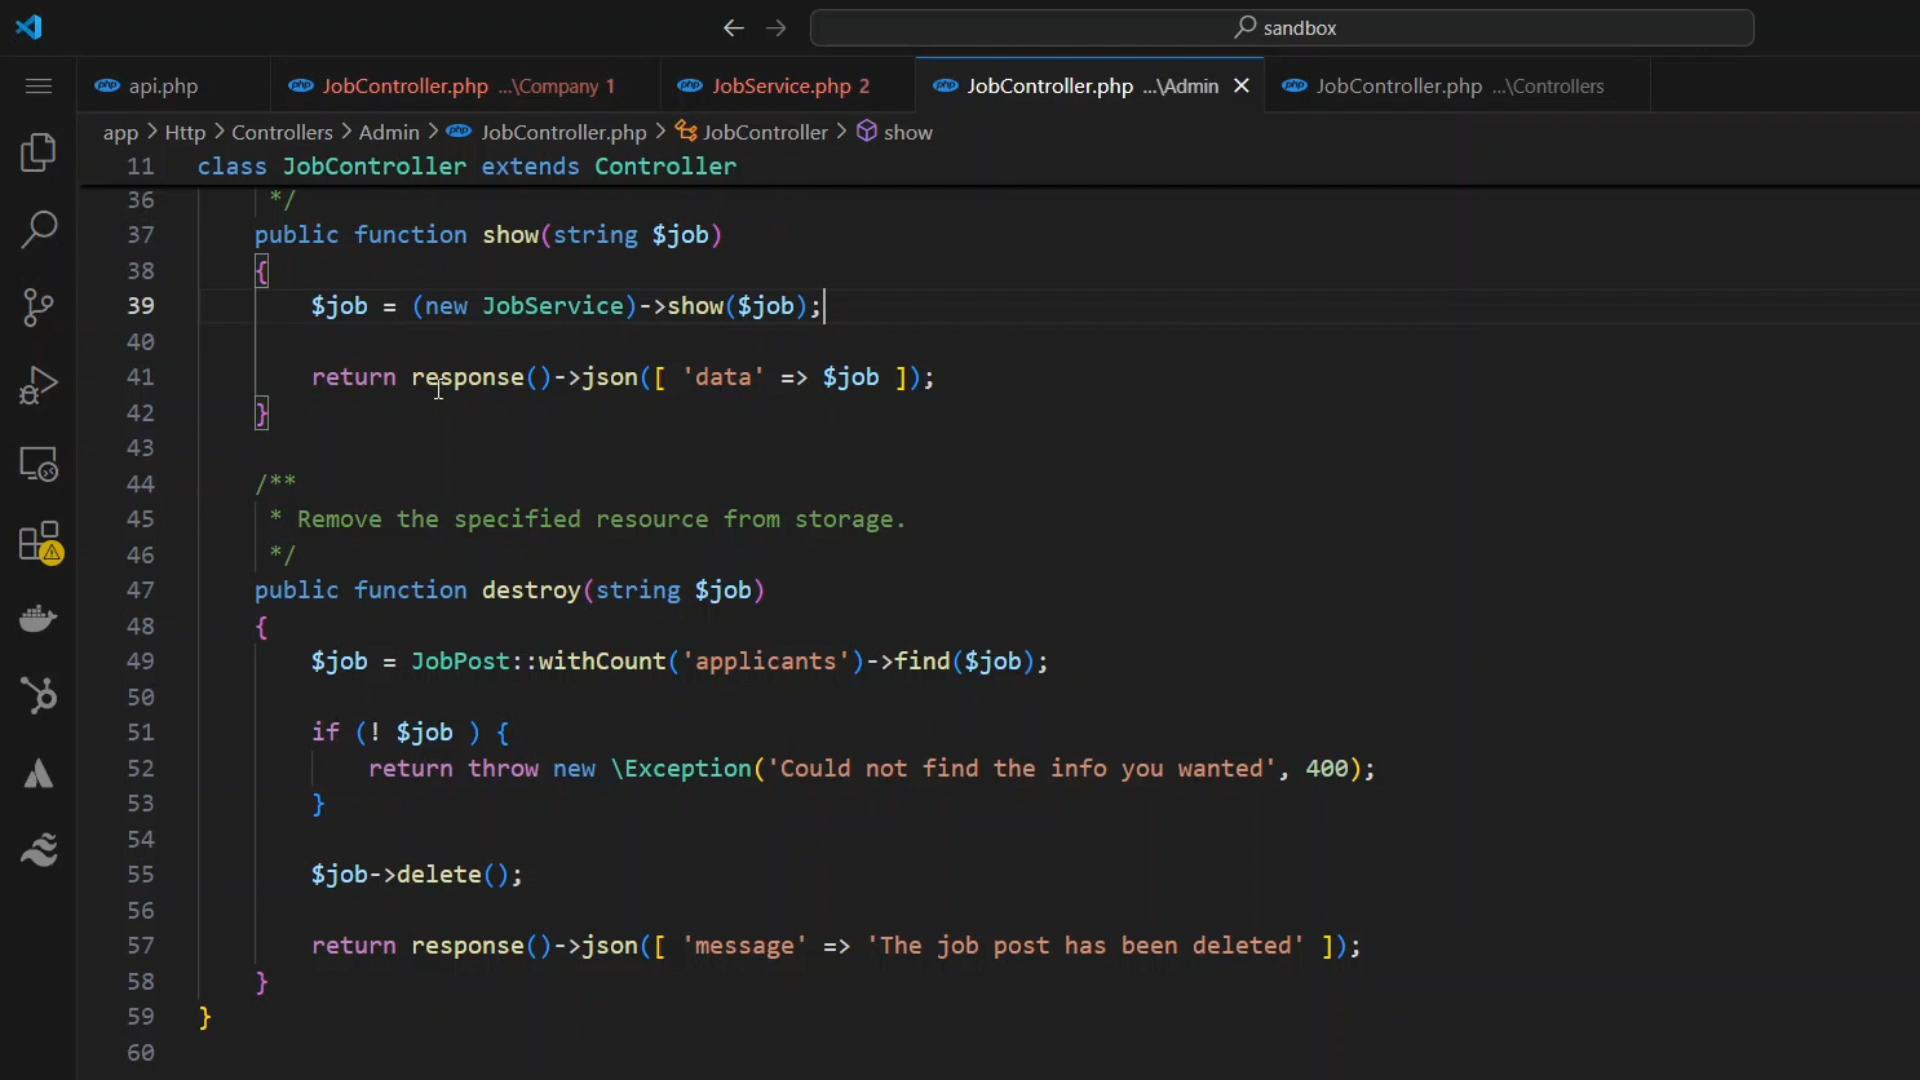 sandbox
api.php
JobController.php ...\Company 1
JobService.php 2
JobController.php ...\Admin
JobController.php ...\Controllers
app > Http > Controllers > Admin > JobController.php > JobController > show
11 class JobController extends Controller
36 */
37 public function show(string $job)
38 {
39 $job = (new JobService)->show($job);
40
41 return response()->json([ 'data' => $job ]);
42 }
43
44 /**
45 * Remove the specified resource from storage.
46 */
47 public function destroy(string $job)
48 {
49 $job = JobPost::withCount('applicants')->find($job);
50
51 if (! $job ) {
52 return throw new \Exception('Could not find the info you wanted', 400);
53 }
54
55 $job->delete();
56
57 return response()->json([ 'message' => 'The job post has been deleted' ]);
58 }
59 }
60